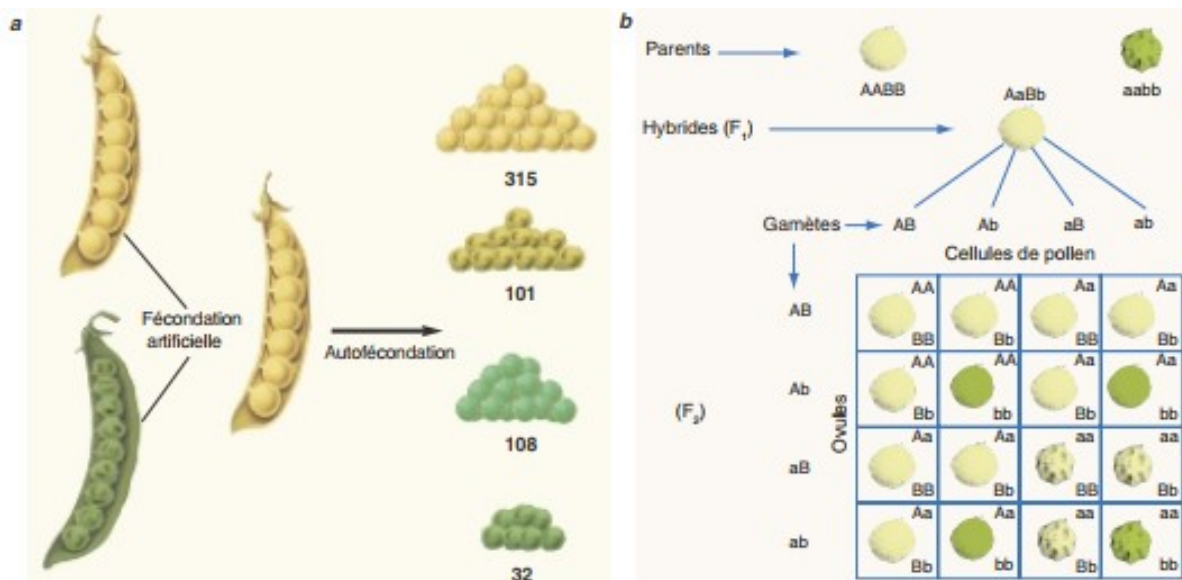 a
315
101
Fécondation
artificielle
Autofécondation
108
32
b
Parents
AABB
aabb
AaBb
Hybrides (F1)
Gamètes
AB
Ab
aB
ab
Cellules de pollen
AB
AA
AA
Aa
Aa
BB
Bb
BB
Bb
Ab
AA
AA
Aa
Aa
Bb
bb
Bb
bb
(F2)
Ovules
aB
Aa
Aa
aa
aa
BB
Bb
BB
Bb
ab
Aa
Aa
aa
aa
Bb
bb
Bb
bb